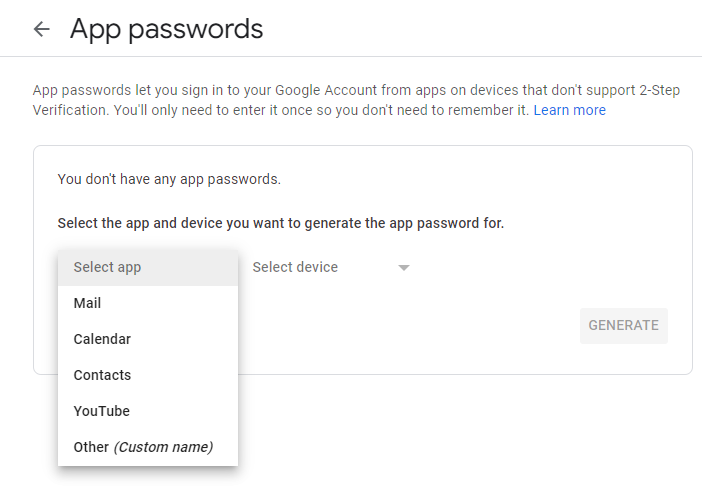 App passwords
App passwords let you sign in to your Google Account from apps on devices that don't support 2-Step
Verification. You'll only need to enter it once so you don't need to remember it. Learn more
You don't have any app passwords.
Select the app and device you want to generate the app password for.
Select app
Select device
Mail
Calendar
Contacts
YouTube
Other (Custom name)
GENERATE